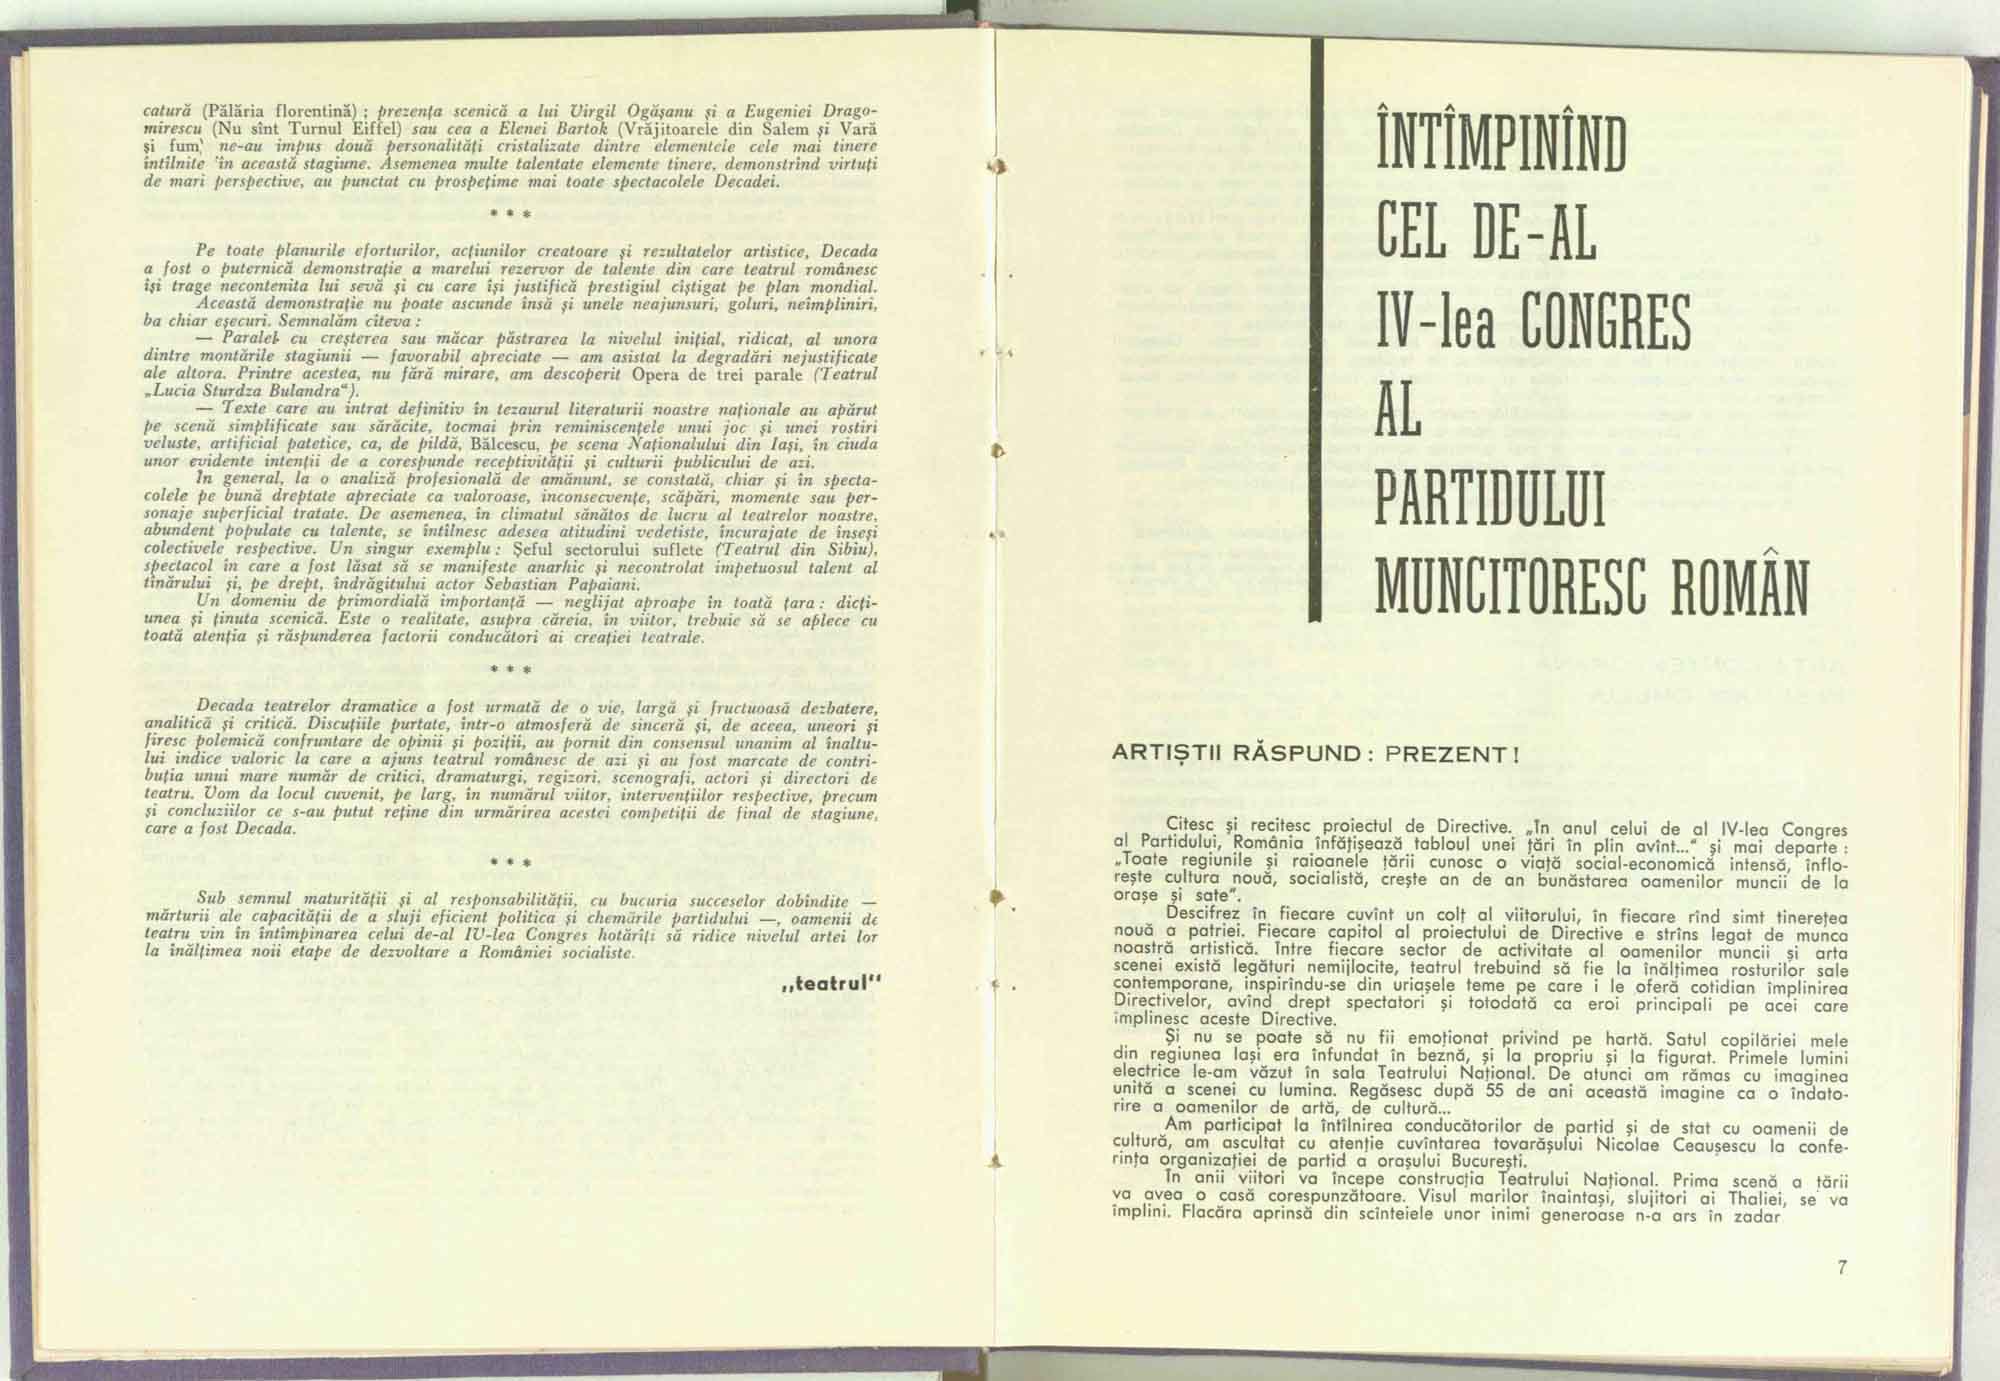 catură (Pălăria florentină) ; prezența scenică a lui Virgil Ogășanu și a Eugeniei Drago-
mirescu (Nu sînt Turnul Eiffel) sau cea a Elenei Bartok (Vrăjitoarele din Salem și Vară
și fum) ne-au impus două personalități cristalizate dintre elementele cele mai tinere
întîlnite în această stagiune. Asemenea multe talentate elemente tinere, demonstrînd virtuți
de mari perspective, au punctat cu prospețime mai toate spectacolele Decadei.
* * *
Pe toate planurile eforturilor, acțiunilor creatoare și rezultatelor artistice, Decada
a fost o puternică demonstrație a marelui rezervor de talente din care teatrul românesc
își trage necontenita lui sevă și cu care își justifică prestigiul cîștigat pe plan mondial.
Această demonstrație nu poate ascunde însă și unele neajunsuri, goluri, neîmpliniri,
ba chiar eșecuri. Semnalăm cîteva :
— Paralel cu creșterea sau măcar păstrarea la nivelul inițial, ridicat, al unora
dintre montările stagiunii — favorabil apreciate — am asistat la degradări nejustificate
ale altora. Printre acestea, nu fără mirare, am descoperit Opera de trei parale (Teatrul
„Lucia Sturdza Bulandra“).
— Texte care au intrat definitiv în tezaurul literaturii noastre naționale au apărut
pe scenă simplificate sau sărăcite, tocmai prin reminiscențele unui joc și unei rostiri
veluste, artificial patetice, ca, de pildă, Bălcescu, pe scena Naționalului din Iași, în ciuda
unor evidente intenții de a corespunde receptivității și culturii publicului de azi.
In general, la o analiză profesională de amănunt, se constată, chiar și în specta-
colele pe bună dreptate apreciate ca valoroase, inconsecvențe, scăpări, momente sau per-
sonaje superficial tratate. De asemenea, în climatul sănătos de lucru al teatrelor noastre,
abundent populate cu talente, se întîlnesc adesea atitudini vedetiste, încurajate de înseși
colectivele respective. Un singur exemplu : Șeful sectorului suflete (Teatrul din Sibiu),
spectacol în care a fost lăsat să se manifeste anarhic și necontrolat impetuosul talent al
tînărului și, pe drept, îndrăgitului actor Sebastian Papaiani.
Un domeniu de primordială importanță — neglijat aproape în toată țara : dicți-
unea și ținuta scenică. Este o realitate, asupra căreia, în viitor, trebuie să se aplece cu
toată atenția și răspunderea factorii conducători ai creației teatrale.
* * *
Decada teatrelor dramatice a fost urmată de o vie, largă și fructuoasă dezbatere,
analitică și critică. Discuțiile purtate, într-o atmosferă de sinceră și, de aceea, uneori și
firesc polemică confruntare de opinii și poziții, au pornit din consensul unanim al înaltu-
lui indice valoric la care a ajuns teatrul românesc de azi și au fost marcate de contri-
buția unui mare număr de critici, dramaturgi, regizori, scenografi, actori și directori de
teatru. Vom da locul cuvenit, pe larg, în numărul viitor, intervențiilor respective, precum
și concluziilor ce s-au putut reține din urmărirea acestei competiții de final de stagiune,
care a fost Decada.
* * *
Sub semnul maturității și al responsabilității, cu bucuria succeselor dobîndite —
mărturii ale capacității de a sluji eficient politica și chemările partidului —, oamenii de
teatru vin în întîmpinarea celui de-al IV-lea Congres hotărîți să ridice nivelul artei lor
la înălțimea noii etape de dezvoltare a României socialiste.
„teatrul“
ÎNTÎMPINÎND
CEL DE-AL
IV-lea CONGRES
AL
PARTIDULUI
MUNCITORESC ROMÂN
ARTIȘTII RĂSPUND : PREZENT !
Citesc și recitesc proiectul de Directive. „In anul celui de al IV-lea Congres
al Partidului, România înfățișează tabloul unei țări în plin avînt...“ și mai departe :
„Toate regiunile și raioanele țării cunosc o viață social-economică intensă, înflo-
rește cultura nouă, socialistă, crește an de an bunăstarea oamenilor muncii de la
orașe și sate“.
Descifrez în fiecare cuvînt un colț al viitorului, în fiecare rînd simt tinerețea
nouă a patriei. Fiecare capitol al proiectului de Directive e strîns legat de munca
noastră artistică. Intre fiecare sector de activitate al oamenilor muncii și arta
scenei există legături nemijlocite, teatrul trebuind să fie la înălțimea rosturilor sale
contemporane, inspirîndu-se din uriașele teme pe care i le oferă cotidian împlinirea
Directivelor, avînd drept spectatori și totodată ca eroi principali pe acei care
împlinesc aceste Directive.
Și nu se poate să nu fii emoționat privind pe hartă. Satul copilăriei mele
din regiunea Iași era înfundat în beznă, și la propriu și la figurat. Primele lumini
electrice le-am văzut în sala Teatrului Național. De atunci am rămas cu imaginea
unită a scenei cu lumina. Regăsesc după 55 de ani această imagine ca o îndato-
rire a oamenilor de artă, de cultură...
Am participat la întîlnirea conducătorilor de partid și de stat cu oamenii de
cultură, am ascultat cu atenție cuvîntarea tovarășului Nicolae Ceaușescu la confe-
rința organizației de partid a orașului București.
In anii viitori va începe construcția Teatrului Național. Prima scenă a țării
va avea o casă corespunzătoare. Visul marilor înaintași, slujitori ai Thaliei, se va
împlini. Flacăra aprinsă din scînteiele unor inimi generoase n-a ars în zadar
7